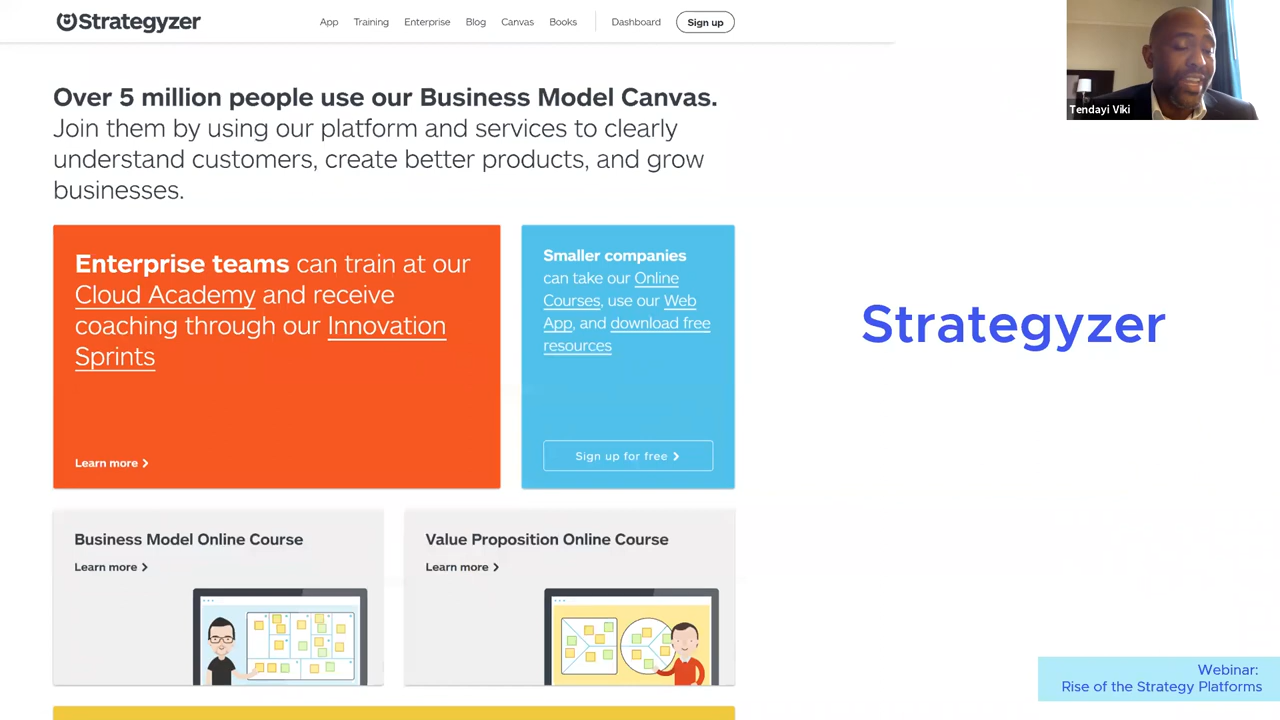 Strategyzer
App Training Enterprise Blog Canvas Books Dashboard Sign up
Tendayi Viki
Over 5 million people use our Business Model Canvas.
Join them by using our platform and services to clearly
understand customers, create better products, and grow
businesses.
Enterprise teams can train at our
Cloud Academy and receive
coaching through our Innovation
Sprints
Learn more
Smaller companies
can take our Online
Courses, use our Web
App, and download free
resources
Sign up for free
Strategyzer
Business Model Online Course
Learn more
Value Proposition Online Course
Learn more
Webinar:
Rise of the Strategy Platforms